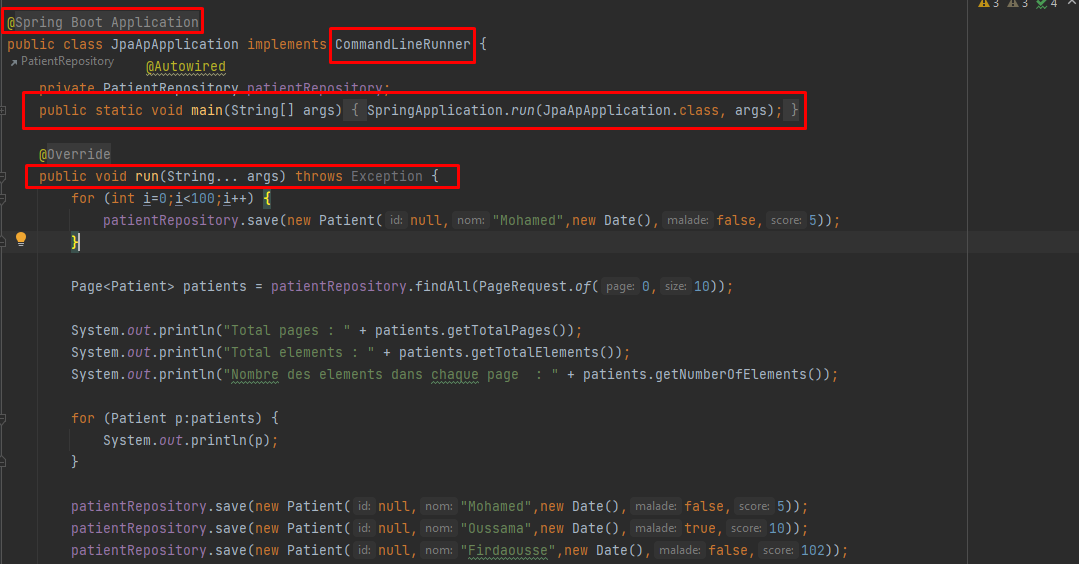 3 3 4
@Spring Boot Application
public class JpaApApplication implements CommandLineRunner {
PatientRepository @Autowired
private PatientRepository patientRepository;
public static void main(String[] args) { SpringApplication.run(JpaApApplication.class, args); }
@Override
public void run(String... args) throws Exception {
for (int i=0;i<100;i++) {
patientRepository.save(new Patient( id: null, nom: "Mohamed",new Date(), malade: false, score: 5));
}
Page<Patient> patients = patientRepository.findAll(PageRequest.of( page: 0, size: 10));
System.out.println("Total pages : " + patients.getTotalPages());
System.out.println("Total elements : " + patients.getTotalElements());
System.out.println("Nombre des elements dans chaque page  : " + patients.getNumberOfElements());
for (Patient p:patients) {
System.out.println(p);
}
patientRepository.save(new Patient( id: null, nom: "Mohamed",new Date(), malade: false, score: 5));
patientRepository.save(new Patient( id: null, nom: "Oussama",new Date(), malade: true, score: 10));
patientRepository.save(new Patient( id: null, nom: "Firdaousse",new Date(), malade: false, score: 102));